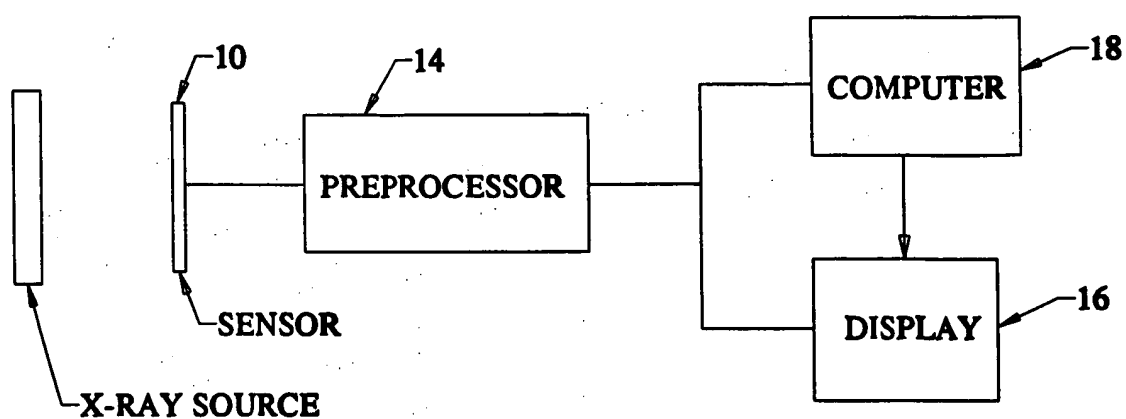 10
14
18
COMPUTER
PREPROCESSOR
16
DISPLAY
SENSOR
X-RAY SOURCE